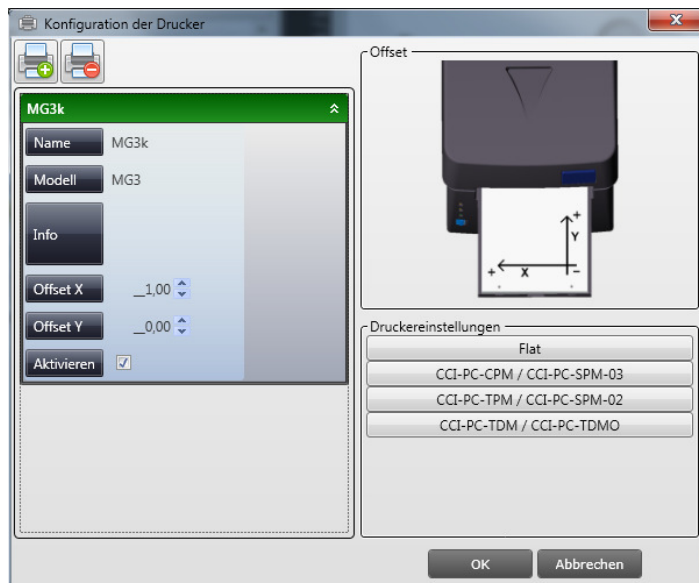 Konfiguration der Drucker
x
MG3k
Name MG3k
Modell MG3
Info
Offset X __1,00
Offset Y __0,00
Aktivieren
Offset
+
Y
+ X -
Druckereinstellungen
Flat
CCI-PC-CPM / CCI-PC-SPM-03
CCI-PC-TPM / CCI-PC-SPM-02
CCI-PC-TDM / CCI-PC-TDMO
OK Abbrechen